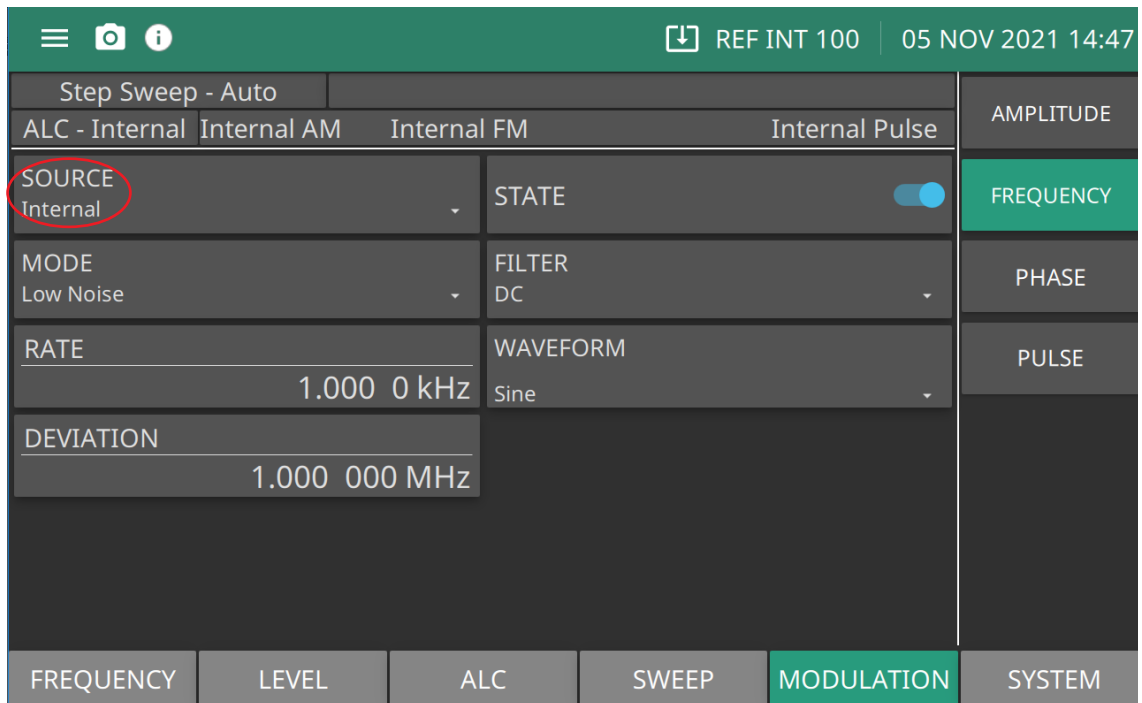 REF INT 100 05 NOV 2021 14:47
Step Sweep - Auto
ALC - Internal Internal AM Internal FM Internal Pulse
SOURCE
Internal
STATE
MODE
Low Noise
FILTER
DC
RATE
1.000 0 kHz
WAVEFORM
Sine
DEVIATION
1.000 000 MHz
AMPLITUDE
FREQUENCY
PHASE
PULSE
FREQUENCY LEVEL ALC SWEEP MODULATION SYSTEM